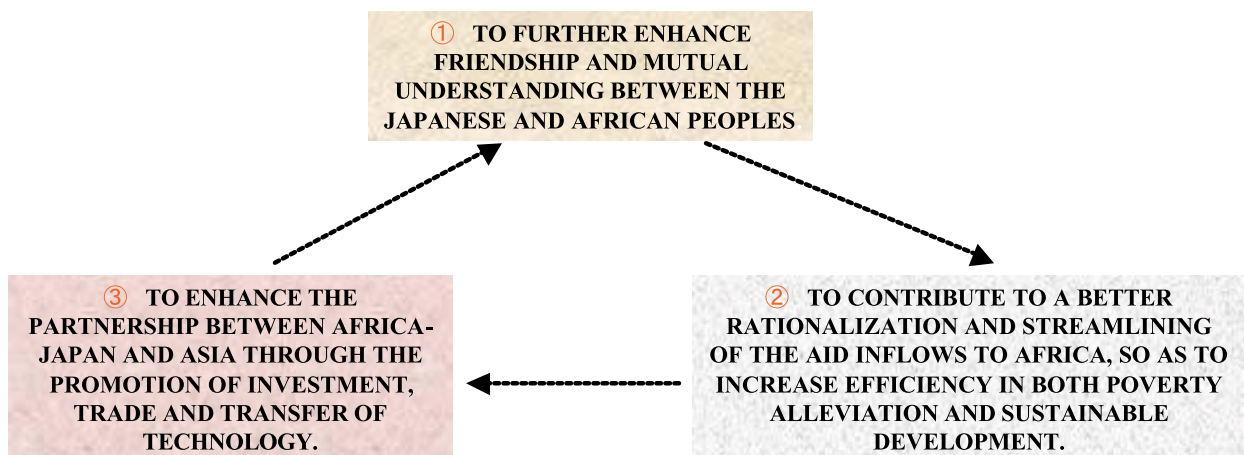 ① TO FURTHER ENHANCE
FRIENDSHIP AND MUTUAL
UNDERSTANDING BETWEEN THE
JAPANESE AND AFRICAN PEOPLES.
② TO CONTRIBUTE TO A BETTER
RATIONALIZATION AND STREAMLINING
OF THE AID INFLOWS TO AFRICA, SO AS TO
INCREASE EFFICIENCY IN BOTH POVERTY
ALLEVIATION AND SUSTAINABLE
DEVELOPMENT.
③ TO ENHANCE THE
PARTNERSHIP BETWEEN AFRICA-
JAPAN AND ASIA THROUGH THE
PROMOTION OF INVESTMENT,
TRADE AND TRANSFER OF
TECHNOLOGY.